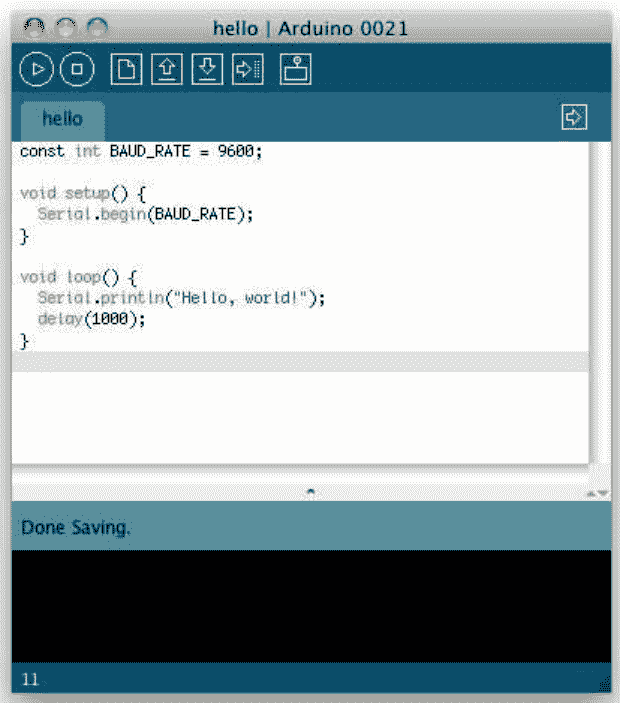 hello | Arduino 0021
hello
const int BAUD_RATE = 9600;
void setup() {
  Serial.begin(BAUD_RATE);
}
void loop() {
  Serial.println("Hello, world!");
  delay(1000);
}
Done Saving.
11